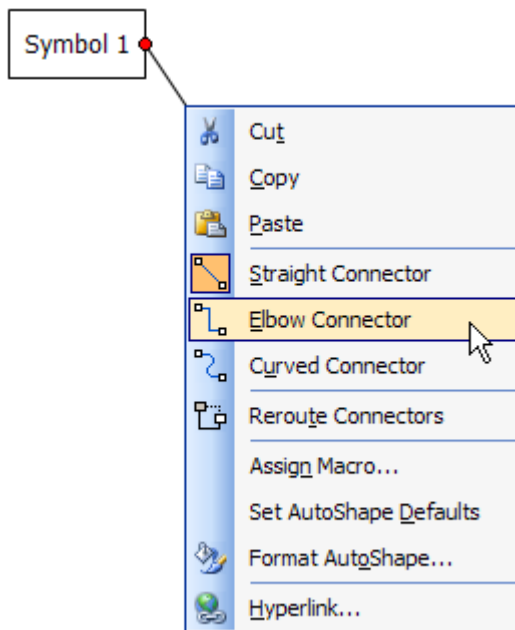 Symbol 1
Cut
Copy
Paste
Straight Connector
Elbow Connector
Curved Connector
Reroute Connectors
Assign Macro...
Set AutoShape Defaults
Format AutoShape...
Hyperlink...